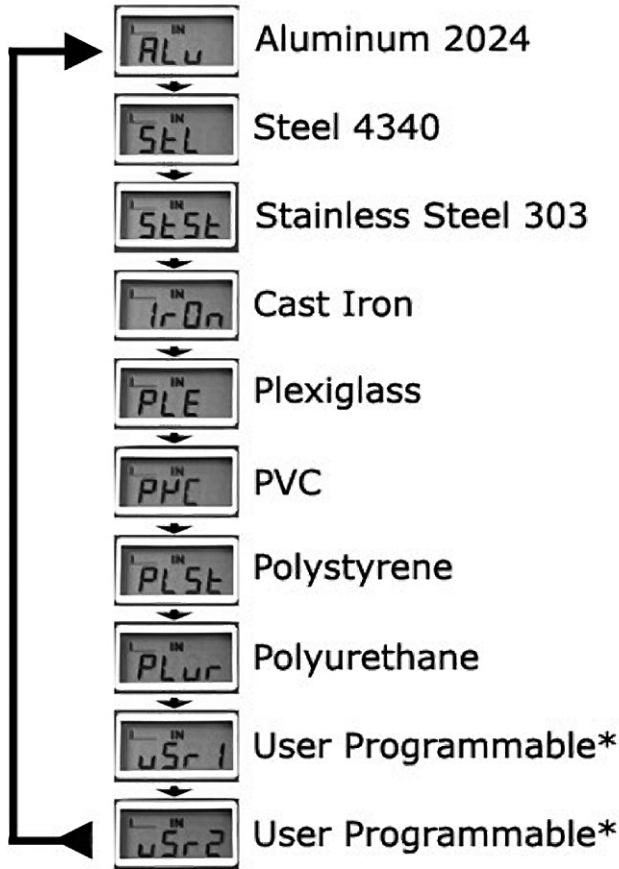 IN
ALu Aluminum 2024
IN
StL Steel 4340
IN
StSt Stainless Steel 303
IN
IrOn Cast Iron
IN
PLE Plexiglass
IN
PVC PVC
IN
PLSt Polystyrene
IN
PLur Polyurethane
IN
uSr1 User Programmable*
IN
uSr2 User Programmable*